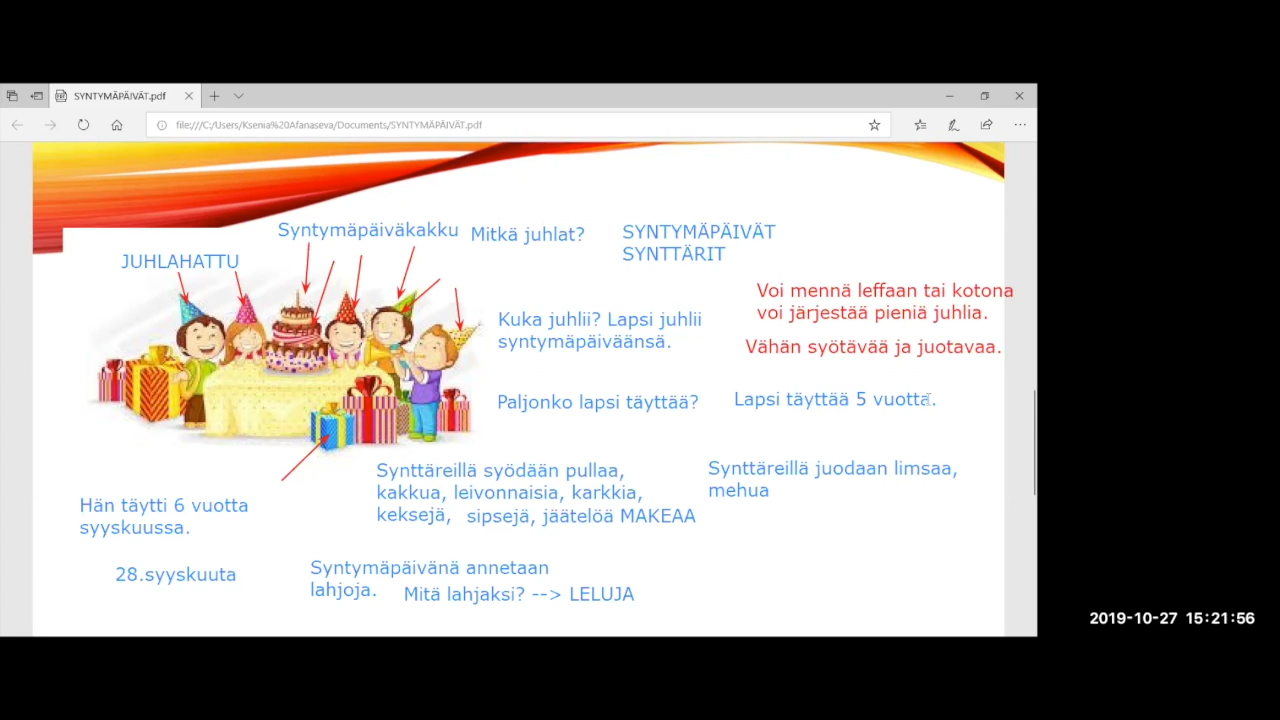 SYNTYMÄPÄIVÄT.pdf
file:///C:/Users/Ksenia%20Afanaseva/Documents/SYNTYMÄPÄIVÄT.pdf
Syntymäpäiväkakku
Mitkä juhlat?
SYNTYMÄPÄIVÄT
SYNTTÄRIT
JUHLAHATTU
Voi mennä leffaan tai kotona
voi järjestää pieniä juhlia.
Kuka juhlii? Lapsi juhlii
syntymäpäiväänsä.
Vähän syötävää ja juotavaa.
Paljonko lapsi täyttää?
Lapsi täyttää 5 vuotta.
Synttäreillä syödään pullaa,
kakkua, leivonnaisia, karkkia,
keksejä, sipsejä, jäätelöä MAKEAA
Synttäreillä juodaan limsaa,
mehua
Hän täytti 6 vuotta
syyskuussa.
28.syyskuuta
Syntymäpäivänä annetaan
lahjoja.
Mitä lahjaksi? --> LELUJA
2019-10-27 15:21:56